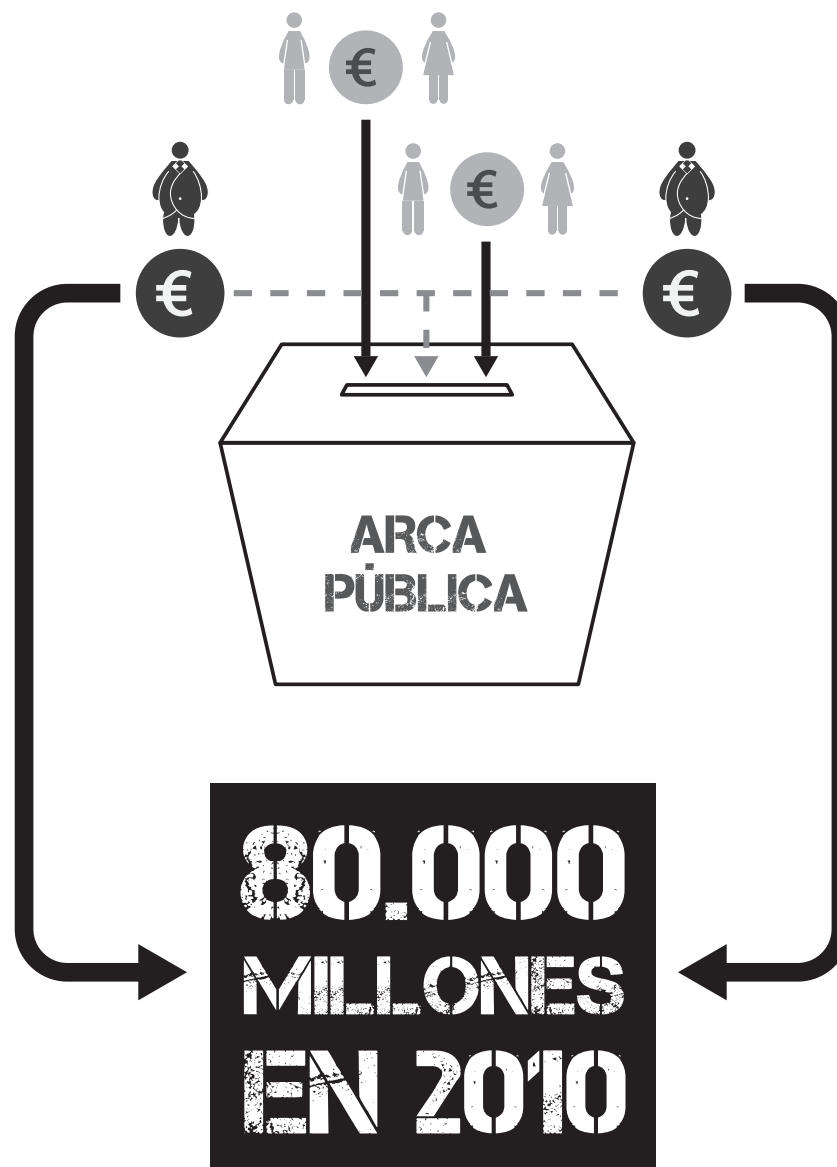 €
€
€
€
ARCA
PÚBLICA
80.000
MILLONES
EN 2010